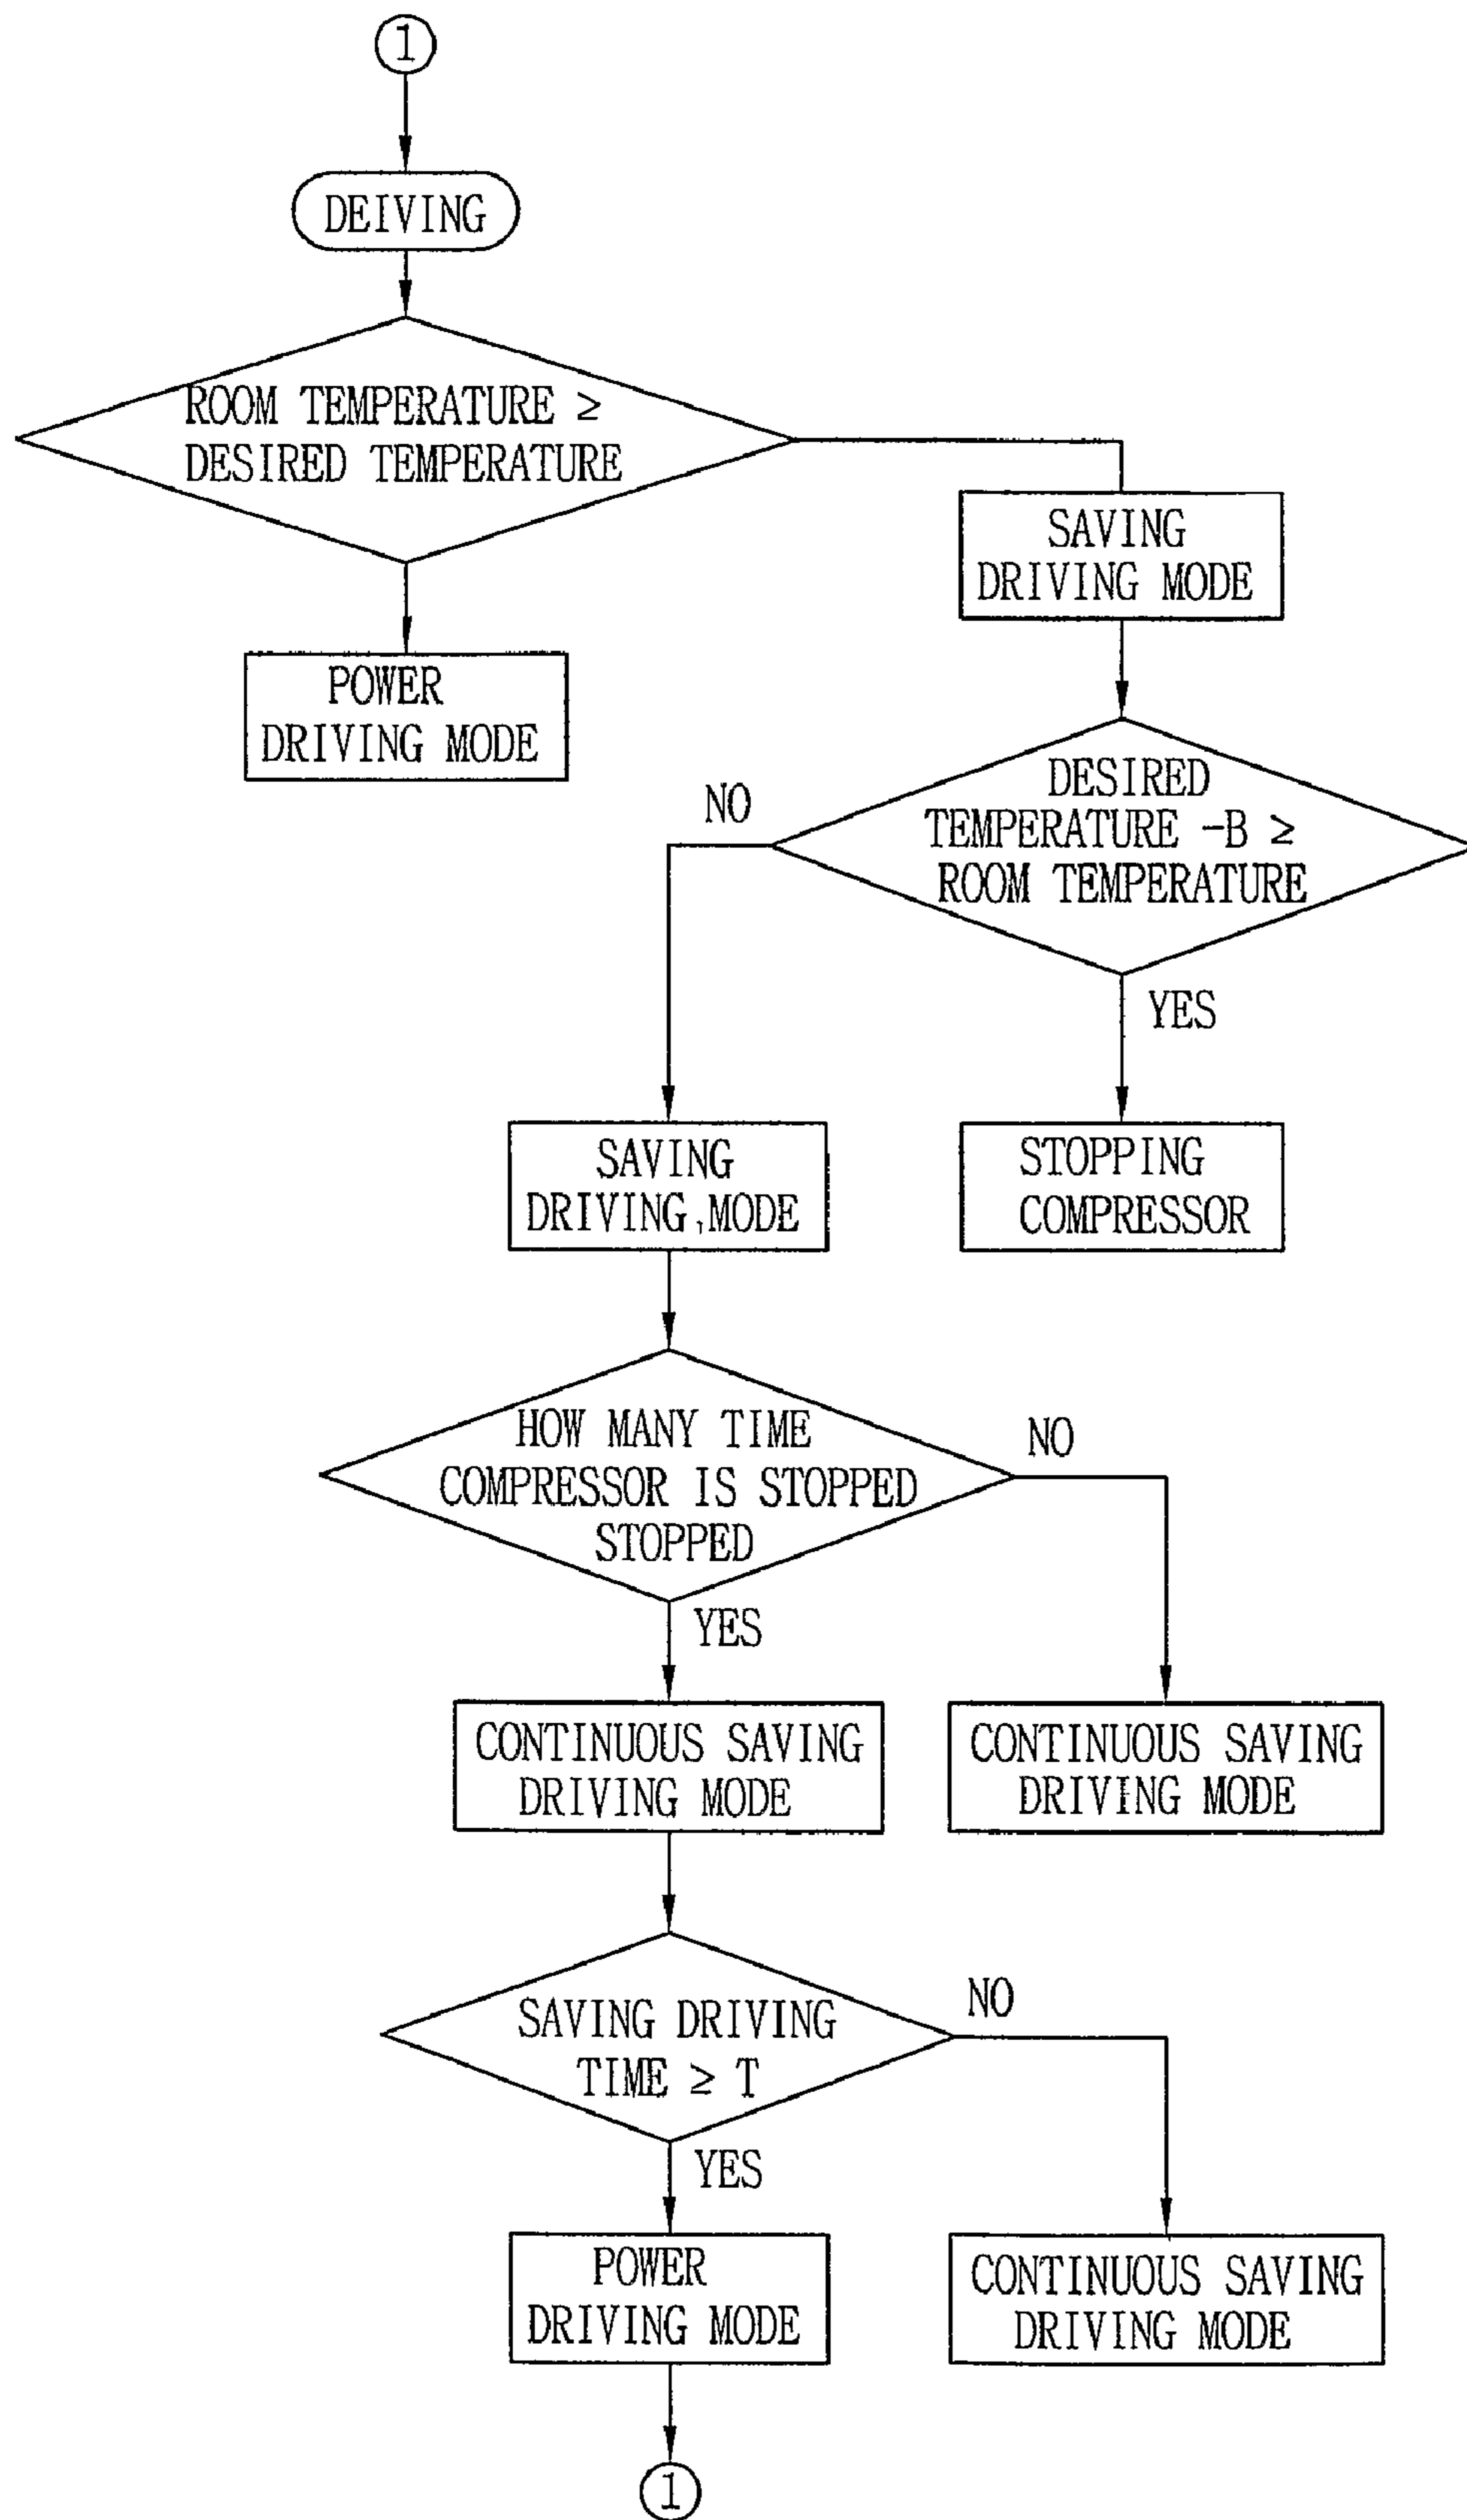 1
DEIVING
ROOM TEMPERATURE ≥
DESIRED TEMPERATURE
SAVING
DRIVING MODE
POWER
DRIVING MODE
DESIRED
TEMPERATURE -B ≥
ROOM TEMPERATURE
NO
YES
SAVING
DRIVING,MODE
STOPPING
COMPRESSOR
HOW MANY TIME
COMPRESSOR IS STOPPED
STOPPED
NO
YES
CONTINUOUS SAVING
DRIVING MODE
CONTINUOUS SAVING
DRIVING MODE
SAVING DRIVING
TIME ≥ T
NO
YES
POWER
DRIVING MODE
CONTINUOUS SAVING
DRIVING MODE
1